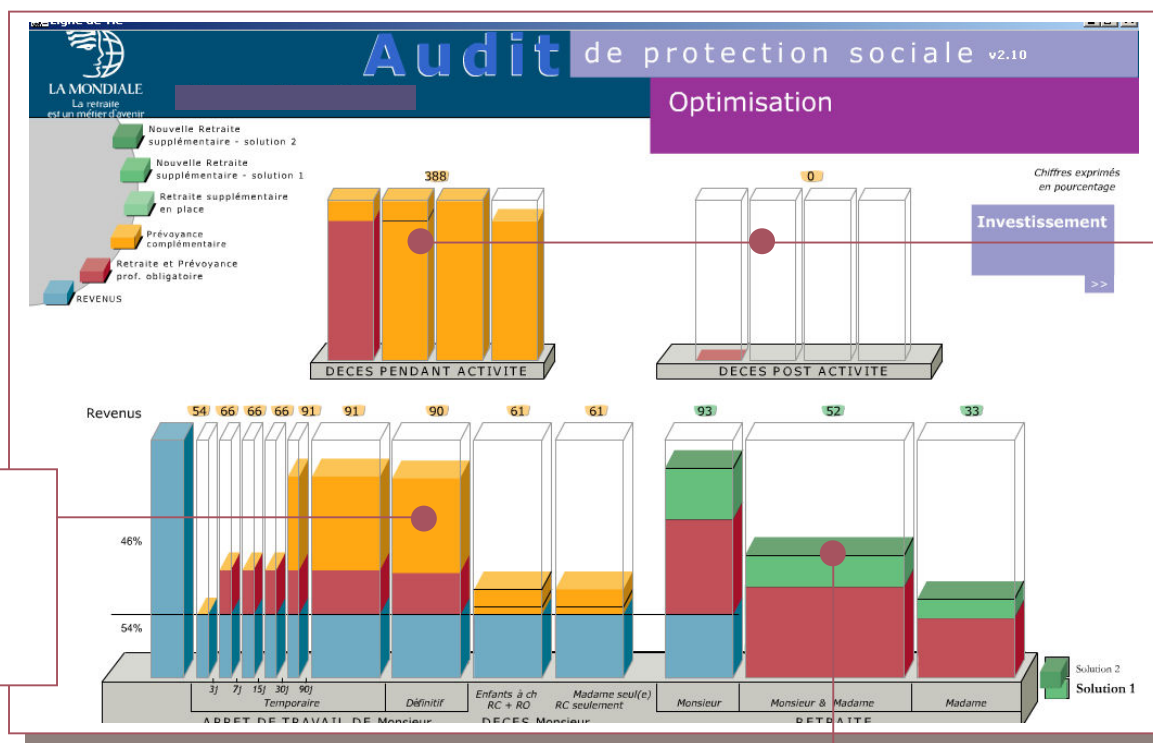 Ligne de vie
Audit de protection sociale v2.10
LA MONDIALE
La retraite
est un métier d'avenir
Optimisation
Nouvelle Retraite
supplémentaire - solution 2
Nouvelle Retraite
supplémentaire - solution 1
Retraite supplémentaire
en place
Prévoyance
complémentaire
Retraite et Prévoyance
prof. obligatoire
REVENUS
388
0
Chiffres exprimés
en pourcentage
Investissement
>>
DECES PENDANT ACTIVITE
DECES POST ACTIVITE
Revenus
54 66 66 66 91 91 90 61 61 93 52 33
46%
54%
3j 7j 15j 30j 90j
Temporaire
Définitif
Enfants à ch
RC + RO
Madame seul(e)
RC seulement
Monsieur
Monsieur & Madame
Madame
ARRET DE TRAVAIL DE Monsieur
DECES Monsieur
RETRAITE
Solution 2
Solution 1